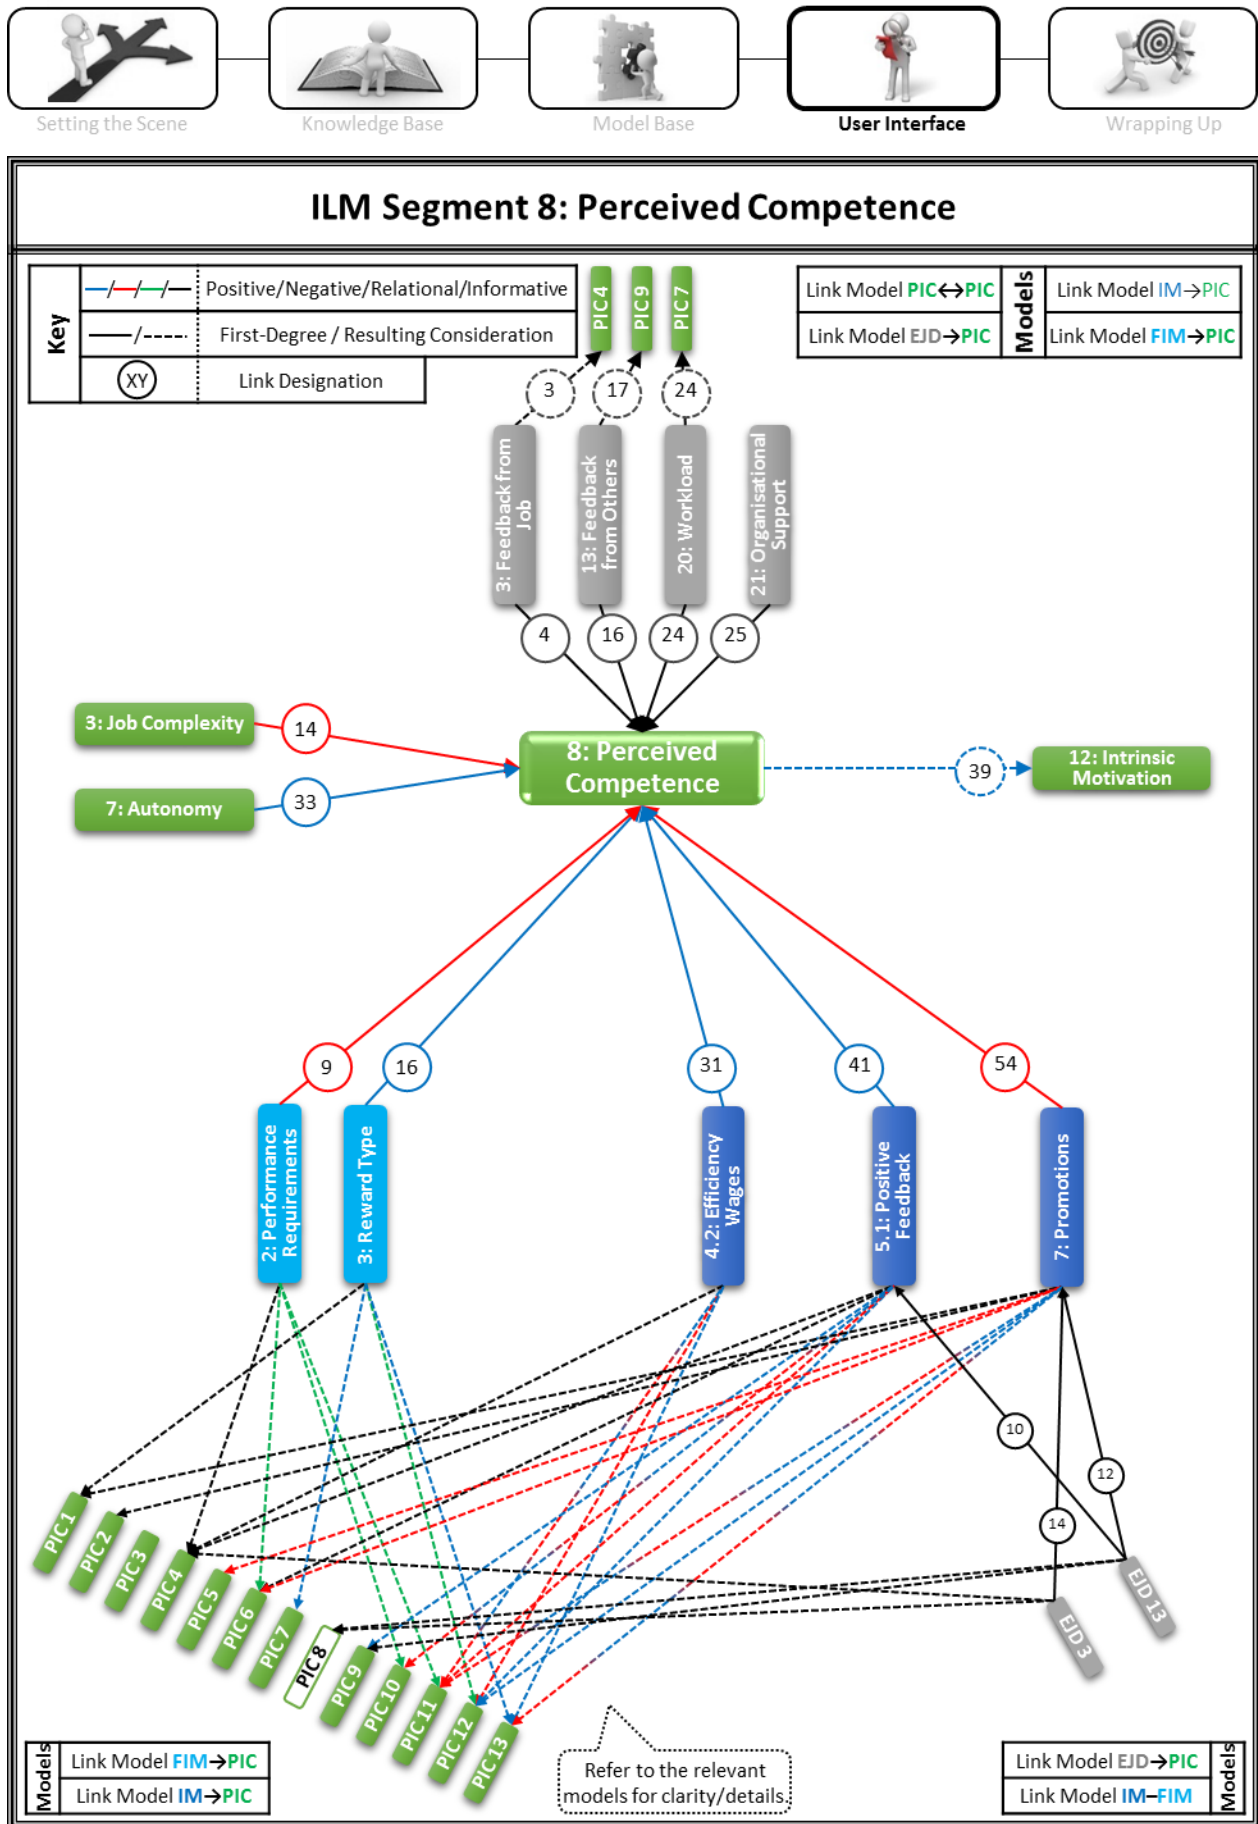 Setting the Scene
Knowledge Base
Model Base
User Interface
Wrapping Up
ILM Segment 8: Perceived Competence
Key
Positive/Negative/Relational/Informative
First-Degree / Resulting Consideration
XY
Link Designation
PIC 4
PIC 9
PIC 7
Link Model PIC↔PIC
Link Model EJD→PIC
Models
Link Model IM→PIC
Link Model FIM→PIC
3
17
24
3: Feedback from
Job
13: Feedback
from Others
20: Workload
21: Organisational
Support
4
16
24
25
3: Job Complexity
14
7: Autonomy
33
8: Perceived
Competence
39
12: Intrinsic
Motivation
9
16
31
41
54
2: Performance
Requirements
3: Reward Type
4.2: Efficiency
Wages
5.1: Positive
Feedback
7: Promotions
10
12
14
PIC 1
PIC 2
PIC 3
PIC 4
PIC 5
PIC 6
PIC 7
PIC 8
PIC 9
PIC 10
PIC 11
PIC 12
PIC 13
EJD 13
EJD 3
Models
Link Model FIM→PIC
Link Model IM→PIC
Refer to the relevant
models for clarity/details.
Link Model EJD→PIC
Link Model IM–FIM
Models